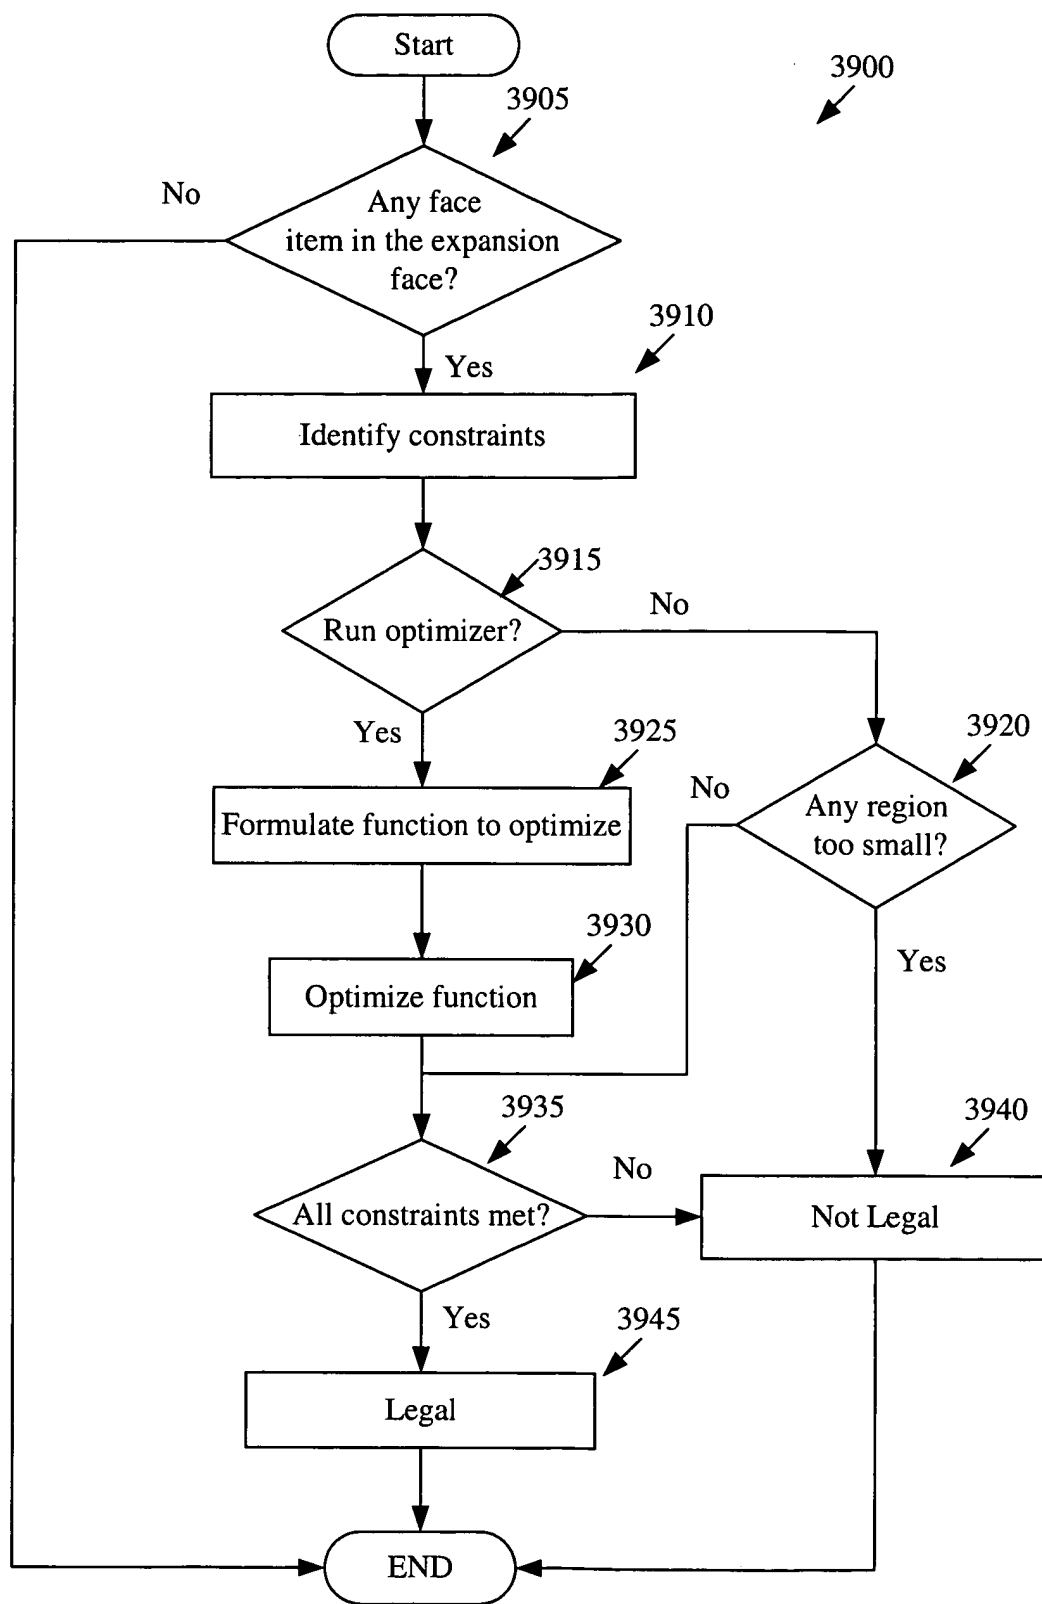 Start
3900
3905
No
Any face
item in the expansion
face?
3910
Yes
Identify constraints
3915
No
Run optimizer?
Yes
3925
3920
No
Any region
too small?
Formulate function to optimize
3930
Yes
Optimize function
3935
3940
No
All constraints met?
Not Legal
Yes
3945
Legal
END